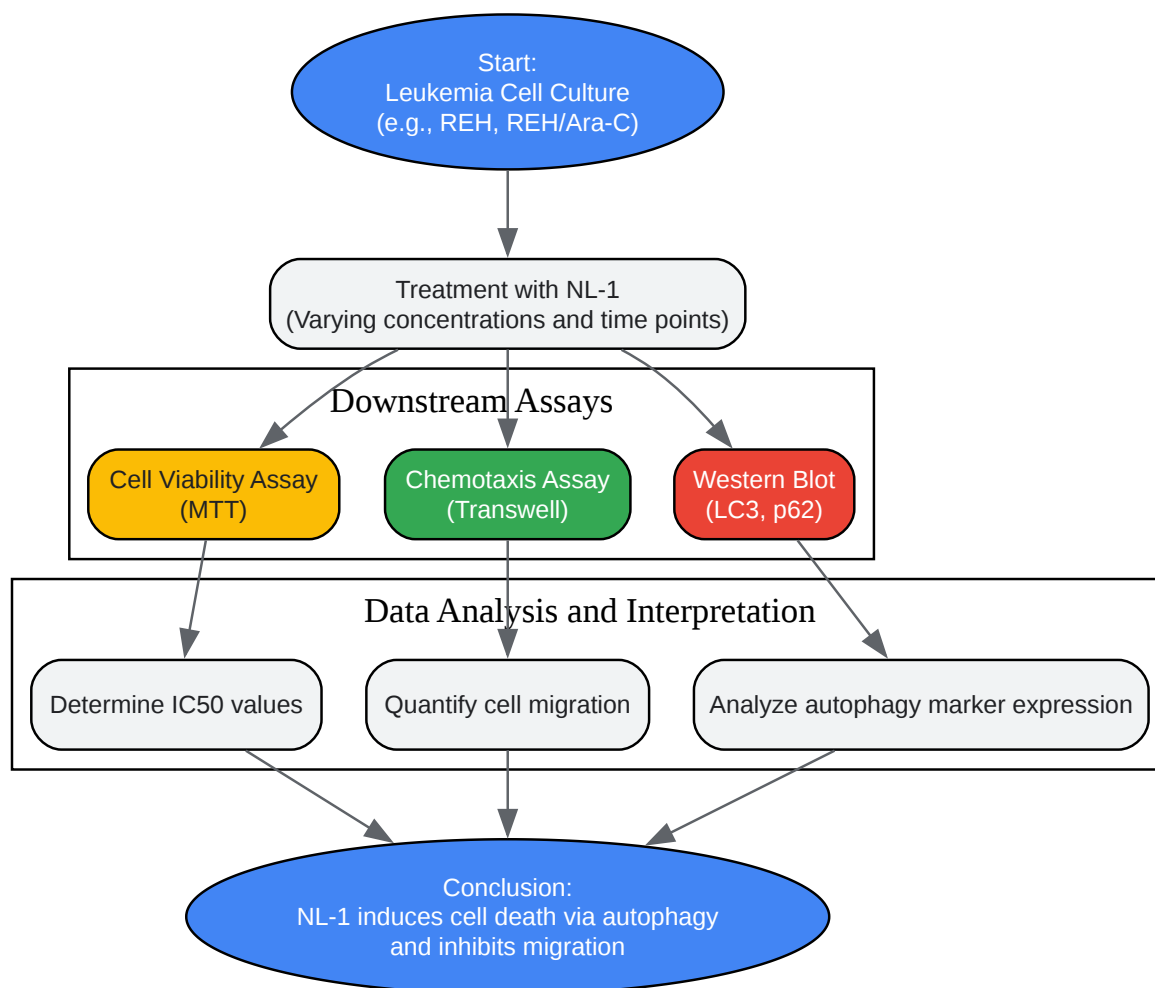 Start:
Leukemia Cell Culture
(e.g., REH, REH/Ara-C)
Treatment with NL-1
(Varying concentrations and time points)
Downstream Assays
Cell Viability Assay
(MTT)
Chemotaxis Assay
(Transwell)
Western Blot
(LC3, p62)
Data Analysis and Interpretation
Determine IC50 values
Quantify cell migration
Analyze autophagy marker expression
Conclusion:
NL-1 induces cell death via autophagy
and inhibits migration